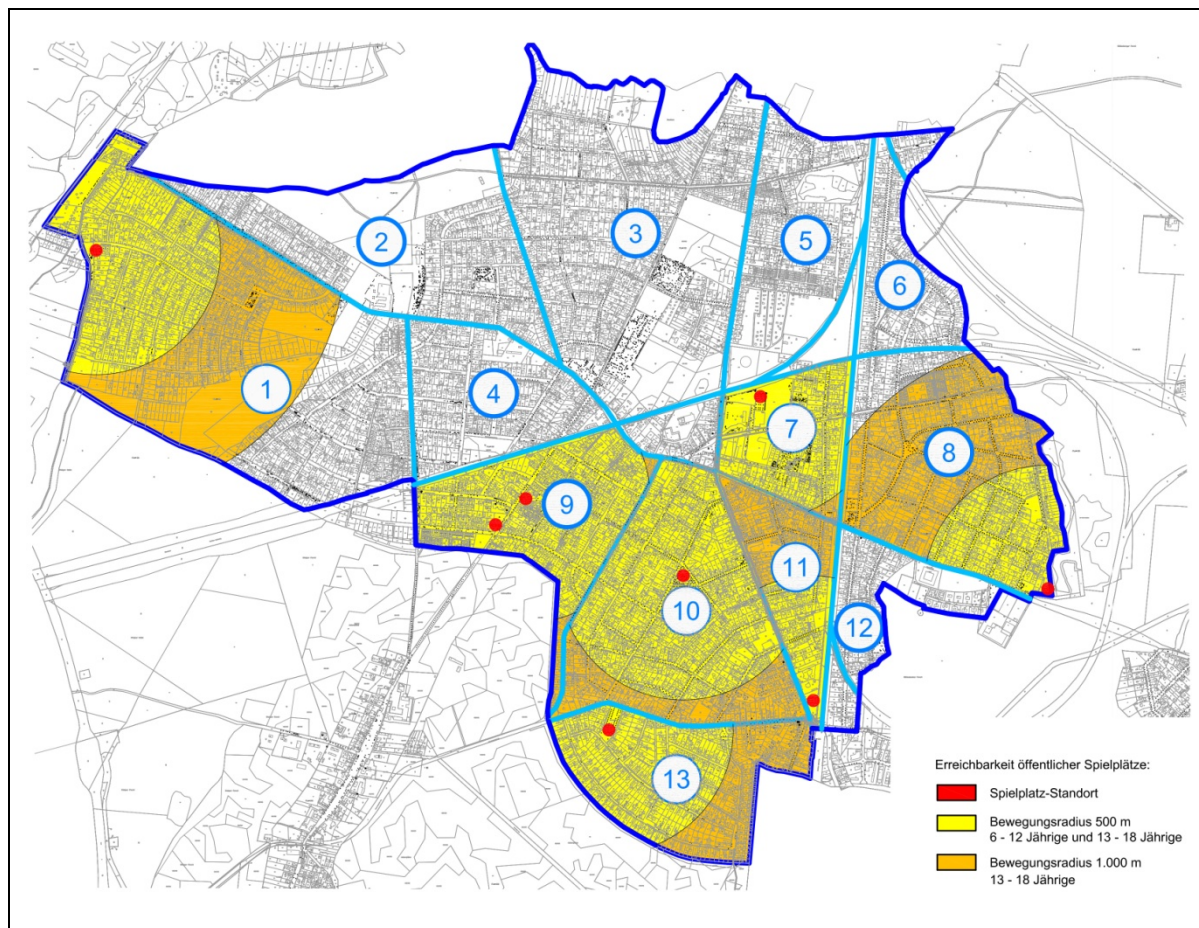 2
3
5
6
1
4
7
8
9
10
11
12
13
Erreichbarkeit öffentlicher Spielplätze:
Spielplatz-Standort
Bewegungsradius 500 m
6 - 12 Jährige und 13 - 18 Jährige
Bewegungsradius 1.000 m
13 - 18 Jährige